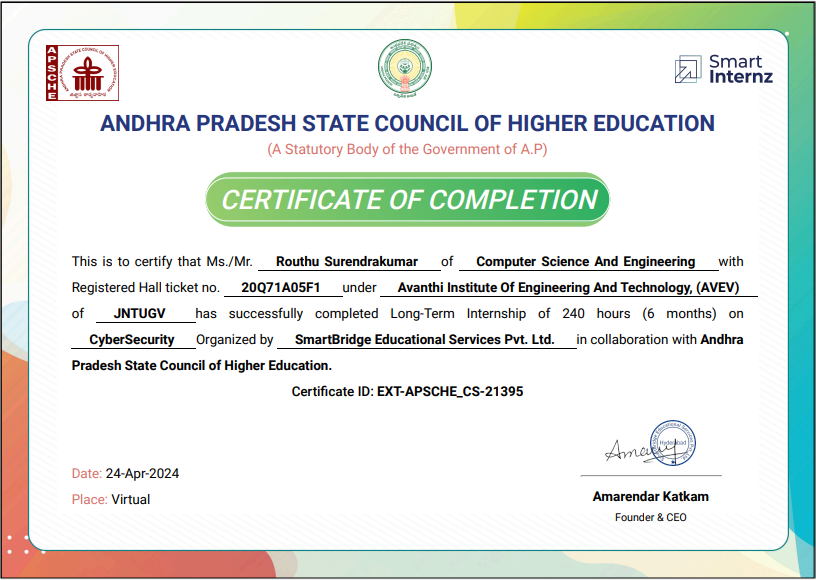 APSCHE
ANDHRA PRADESH STATE COUNCIL OF HIGHER EDUCATION
Smart
Internz
ANDHRA PRADESH STATE COUNCIL OF HIGHER EDUCATION
(A Statutory Body of the Government of A.P)
CERTIFICATE OF COMPLETION
This is to certify that Ms./Mr. Routhu Surendrakumar of Computer Science And Engineering with
Registered Hall ticket no. 20Q71A05F1 under Avanthi Institute Of Engineering And Technology, (AVEV)
of JNTUGV has successfully completed Long-Term Internship of 240 hours (6 months) on
CyberSecurity Organized by SmartBridge Educational Services Pvt. Ltd. in collaboration with Andhra
Pradesh State Council of Higher Education.
Certificate ID: EXT-APSCHE_CS-21395
Hyderabad
Date: 24-Apr-2024
Place: Virtual
Amarendar Katkam
Founder & CEO